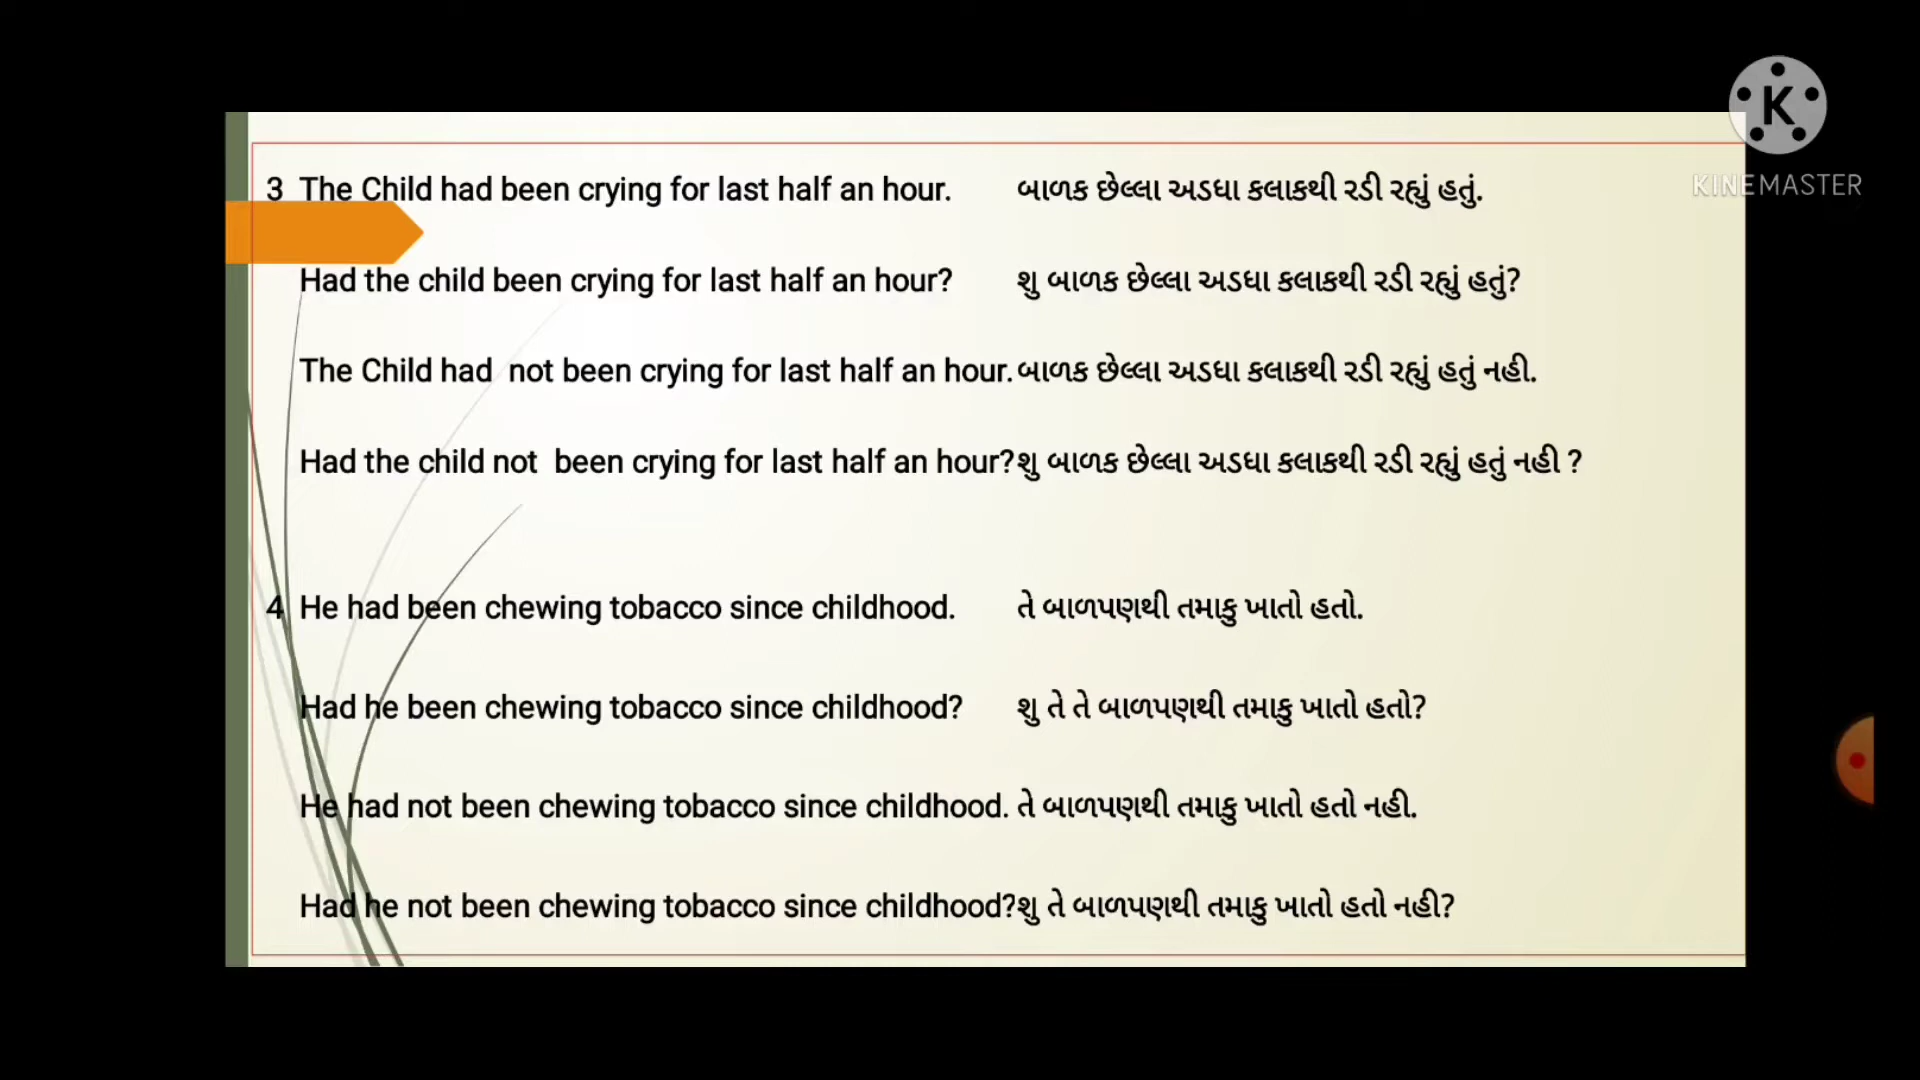 K
KINEMASTER
3 The Child had been crying for last half an hour. બાળક છેલ્લા અડધા કલાકથી રડી રહ્યું હતું.
Had the child been crying for last half an hour? શુ બાળક છેલ્લા અડધા કલાકથી રડી રહ્યું હતું?
The Child had not been crying for last half an hour. બાળક છેલ્લા અડધા કલાકથી રડી રહ્યું હતું નહી.
Had the child not been crying for last half an hour? શુ બાળક છેલ્લા અડધા કલાકથી રડી રહ્યું હતું નહી ?
4 He had been chewing tobacco since childhood. તે બાળપણથી તમાકુ ખાતો હતો.
Had he been chewing tobacco since childhood? શુ તે તે બાળપણથી તમાકુ ખાતો હતો?
He had not been chewing tobacco since childhood. તે બાળપણથી તમાકુ ખાતો હતો નહી.
Had he not been chewing tobacco since childhood? શુ તે બાળપણથી તમાકુ ખાતો હતો નહી?